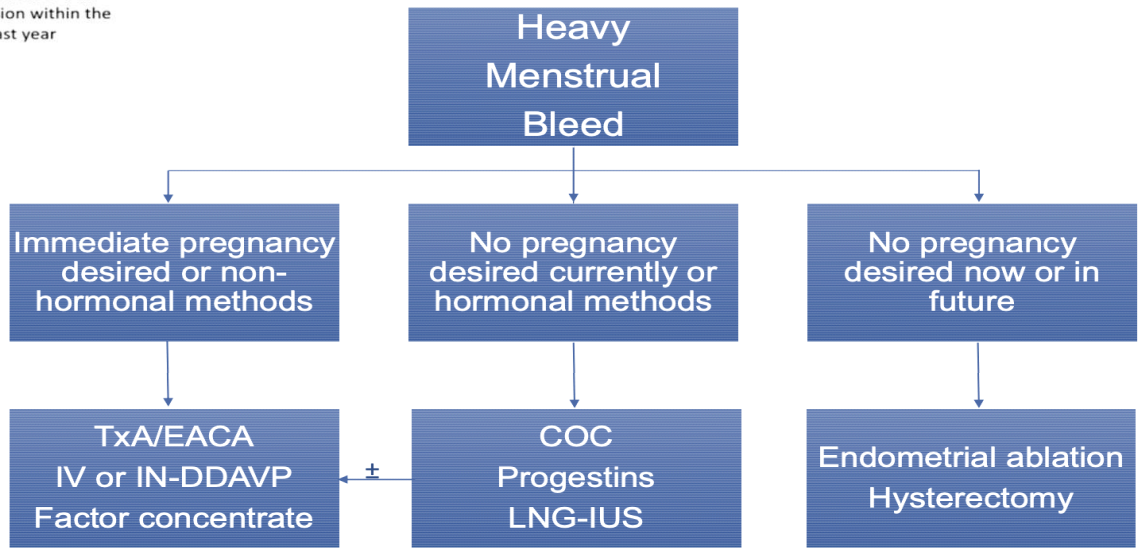 ion within the
st year
Heavy
Menstrual
Bleed
Immediate pregnancy
desired or non-
hormonal methods
No pregnancy
desired currently or
hormonal methods
No pregnancy
desired now or in
future
TxA/EACA
IV or IN-DDAVP
Factor concentrate
±
COC
Progestins
LNG-IUS
Endometrial ablation
Hysterectomy